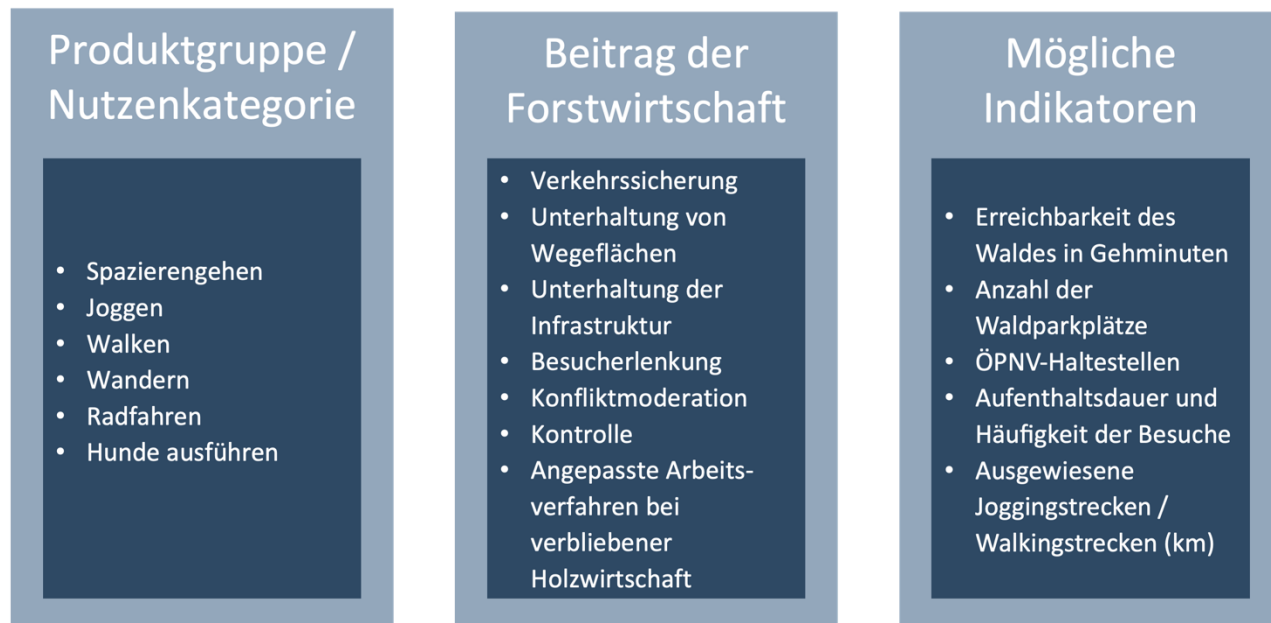 Produktgruppe /
Nutzenkategorie
• Spazierengehen
• Joggen
• Walken
• Wandern
• Radfahren
• Hunde ausführen
Beitrag der
Forstwirtschaft
• Verkehrssicherung
• Unterhaltung von
Wegeflächen
• Unterhaltung der
Infrastruktur
• Besucherlenkung
• Konfliktmoderation
• Kontrolle
• Angepasste Arbeits-
verfahren bei
verbliebener
Holzwirtschaft
Mögliche
Indikatoren
• Erreichbarkeit des
Waldes in Gehminuten
• Anzahl der
Waldparkplätze
• ÖPNV-Haltestellen
• Aufenthaltsdauer und
Häufigkeit der Besuche
• Ausgewiesene
Joggingstrecken /
Walkingstrecken (km)